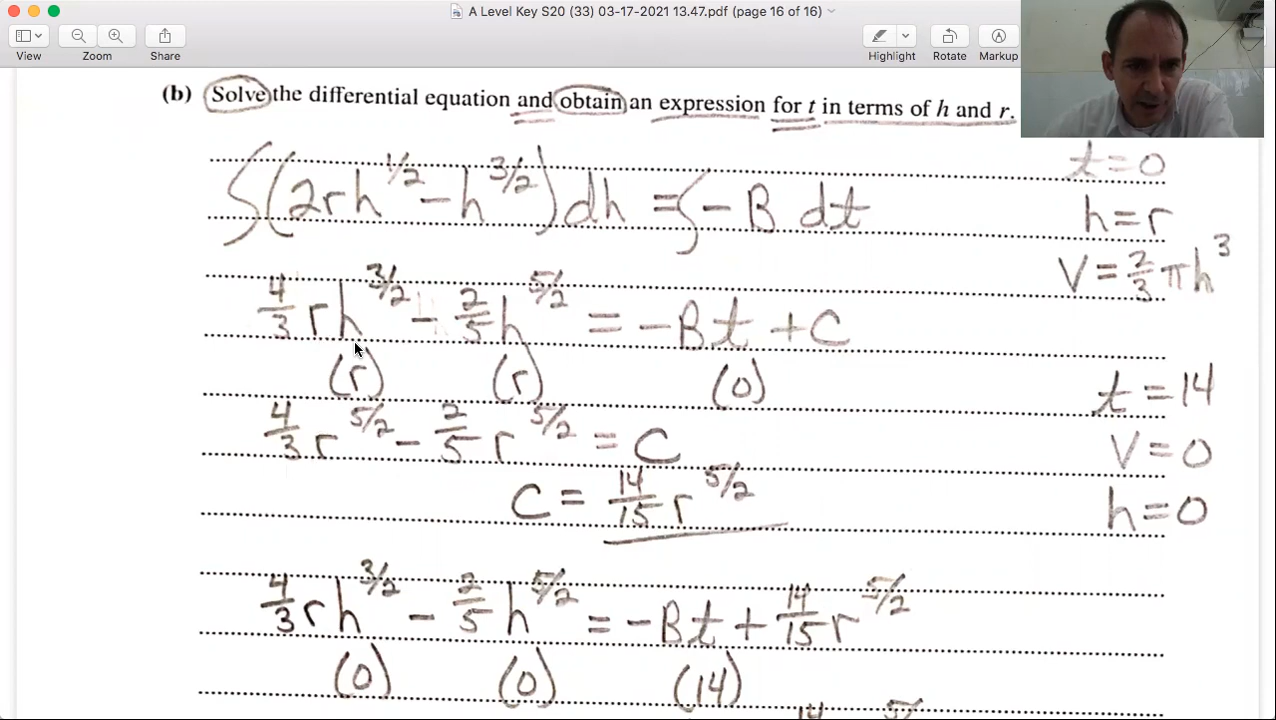 A Level Key S20 (33) 03-17-2021 13.47.pdf (page 16 of 16)
View Zoom Share Highlight Rotate Markup
(b) Solve the differential equation and obtain an expression for t in terms of h and r.
t = 0
∫(2rh^1/2 − h^3/2) dh = ∫ − B dt
h = r
V = 2/3 πh^3
4/3 rh^3/2 − 2/5 h^5/2 = −Bt + C
(r) (r) (0)
t = 14
4/3 r^5/2 − 2/5 r^5/2 = C
V = 0
C = 14/15 r^5/2
h = 0
4/3 rh^3/2 − 2/5 h^5/2 = −Bt + 14/15 r^5/2
(0) (0) (14)